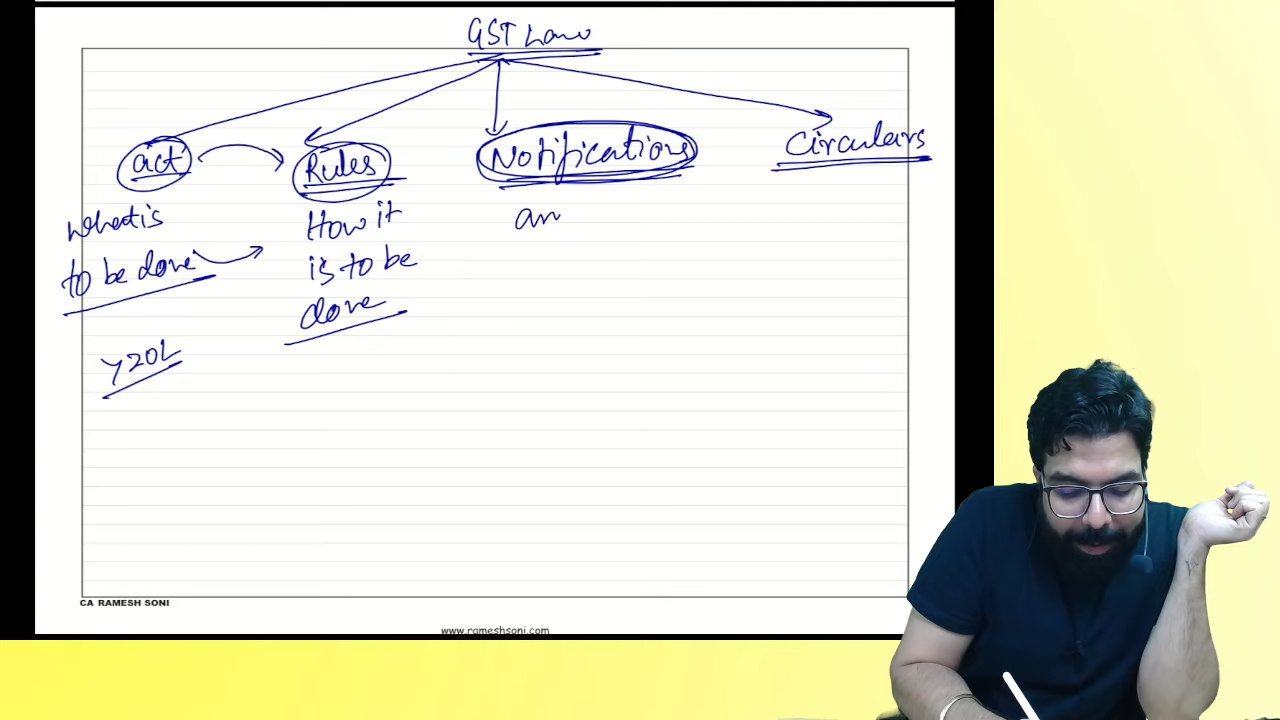 GST Law
act
Rules
Notifications
Circulars
what is
to be done
How it
is to be
done
an
Y20L
CA RAMESH SONI
www.rameshsoni.com